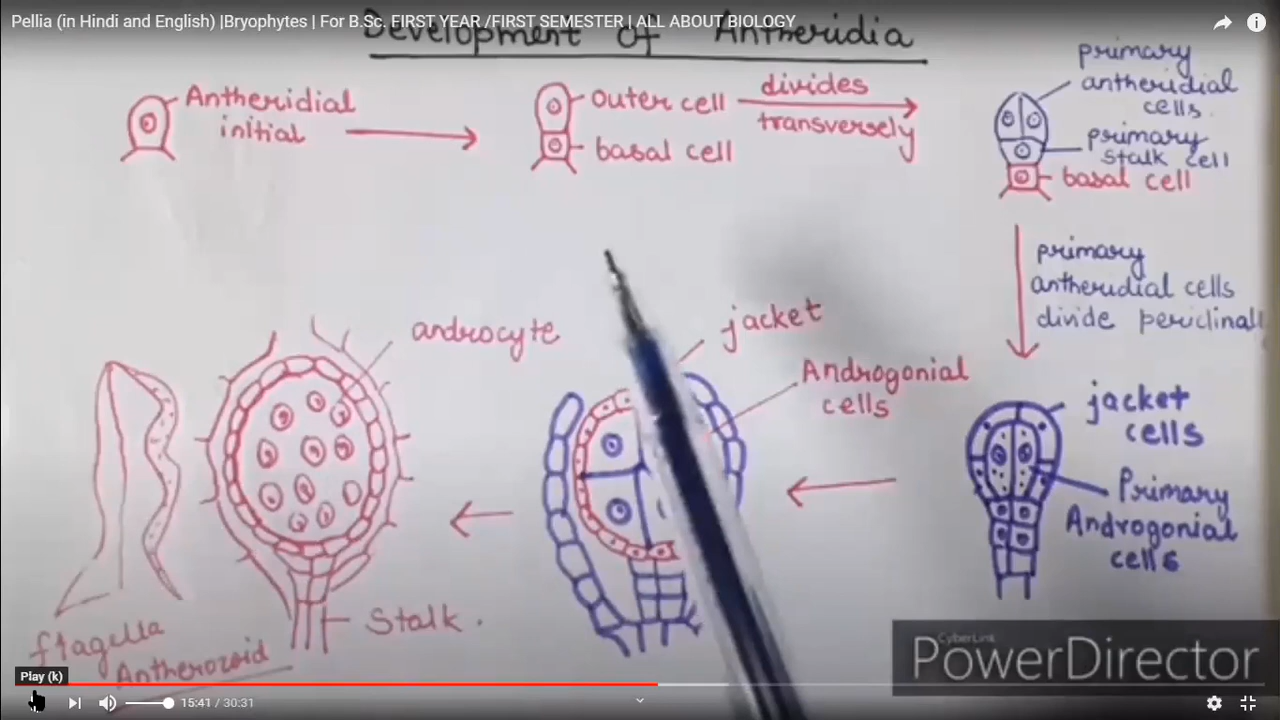 Pellia (in Hindi and English) |Bryophytes | For B.Sc. FIRST YEAR /FIRST SEMESTER | ALL ABOUT BIOLOGY
Development of Antheridia
Antheridial
initial
outer cell
basal cell
divides
transversely
primary
antheridial
cells
primary
stalk cell
basal cell
primary
antheridial cells
divide periclinall
androcyte
jacket
Androgonial
cells
jacket
cells
Primary
Androgonial
cells
Stalk
flagella
Antherozoid
CyberLink
PowerDirector
Play (k)
15:41 / 30:31